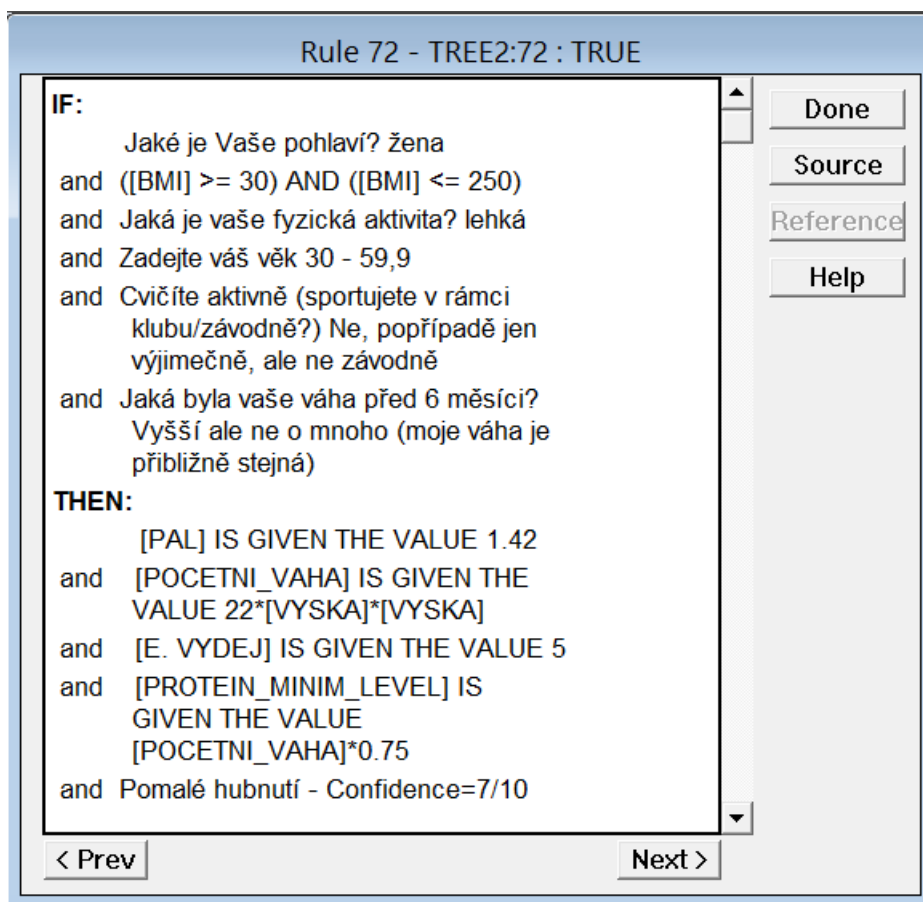 Rule 72 - TREE2:72 : TRUE
IF:
Jaké je Vaše pohlaví? žena
and ([BMI] >= 30) AND ([BMI] <= 250)
and Jaká je vaše fyzická aktivita? lehká
and Zadejte váš věk 30 - 59,9
and Cvičíte aktivně (sportujete v rámci
klubu/závodně?) Ne, popřípadě jen
výjimečně, ale ne závodně
and Jaká byla vaše váha před 6 měsíci?
Vyšší ale ne o mnoho (moje váha je
přibližně stejná)
THEN:
[PAL] IS GIVEN THE VALUE 1.42
and [POCETNI_VAHA] IS GIVEN THE
VALUE 22*[VYSKA]*[VYSKA]
and [E. VYDEJ] IS GIVEN THE VALUE 5
and [PROTEIN_MINIM_LEVEL] IS
GIVEN THE VALUE
[POCETNI_VAHA]*0.75
and Pomalé hubnutí - Confidence=7/10
Done
Source
Reference
Help
< Prev
Next >